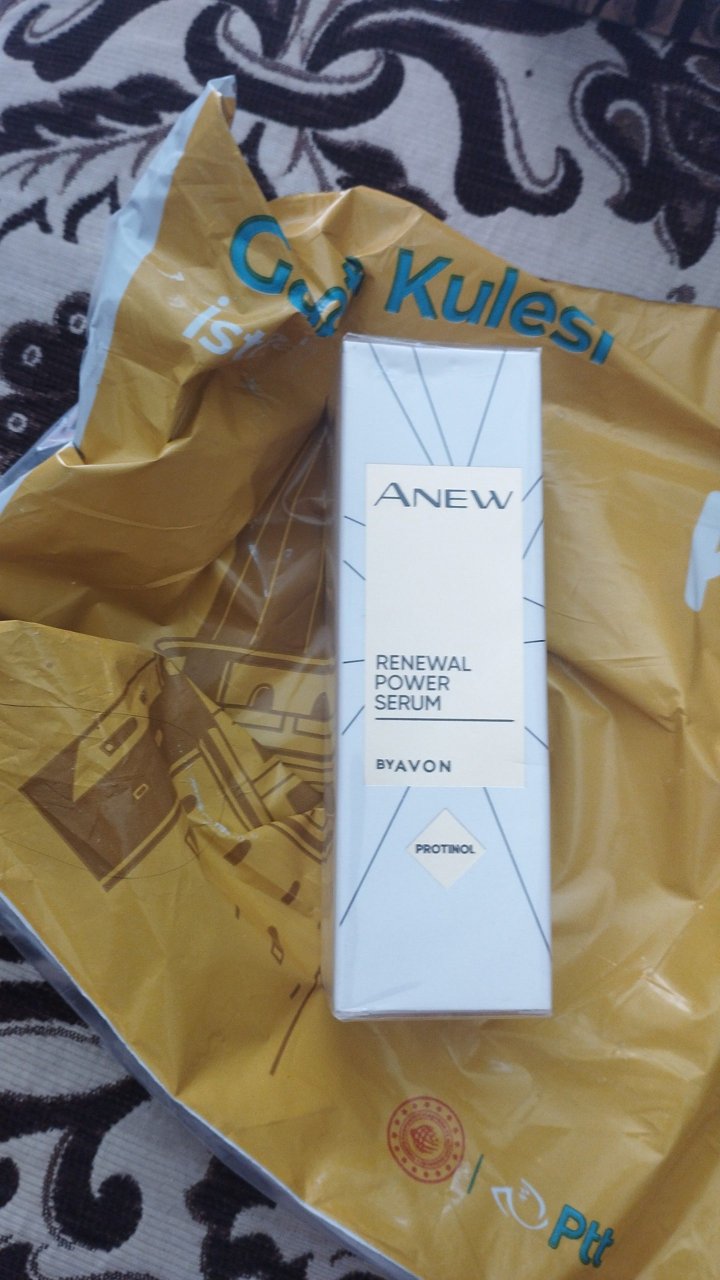 Kulesi
ANEW
RENEWAL
POWER
SERUM
BY AVON
PROTINOL
Ptt